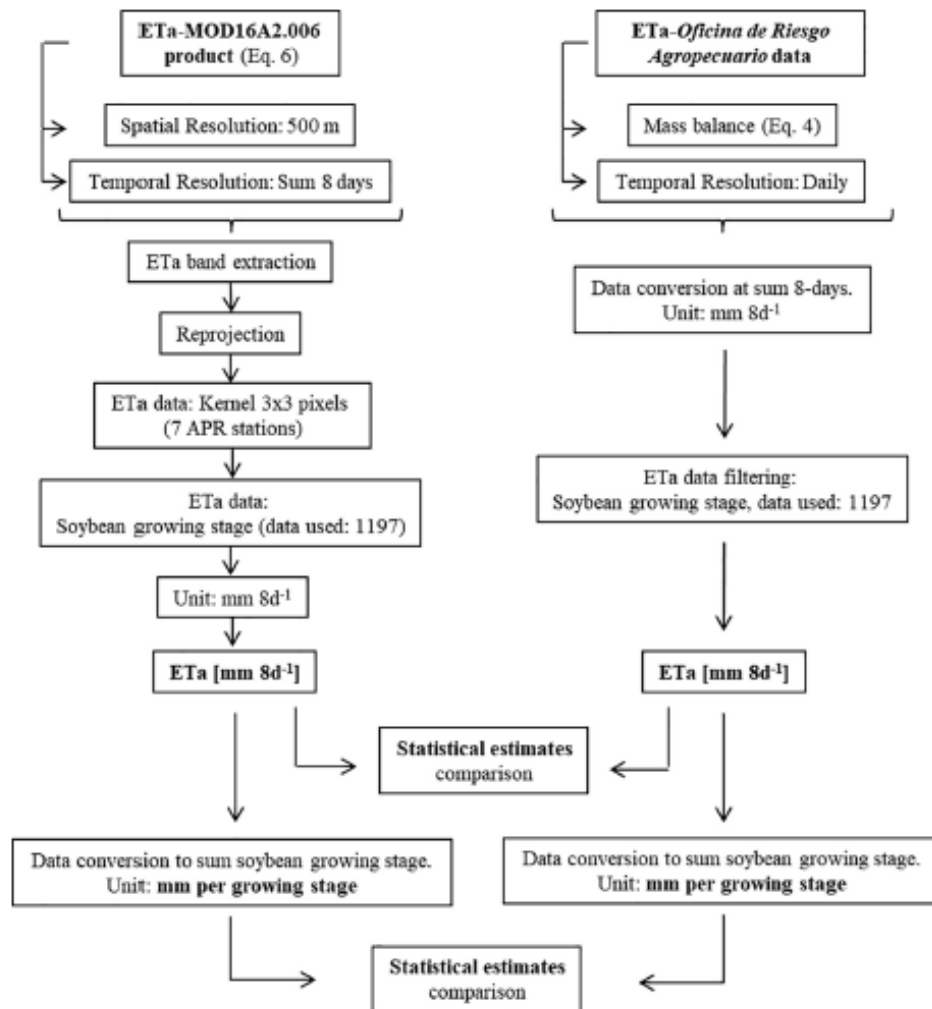 ETa-MOD16A2.006
product (Eq. 6)
Spatial Resolution: 500 m
Temporal Resolution: Sum 8 days
ETa band extraction
Reprojection
ETa data: Kernel 3x3 pixels
(7 APR stations)
ETa data:
Soybean growing stage (data used: 1197)
Unit: mm 8d⁻¹
ETa [mm 8d⁻¹]
ETa-Oficina de Riesgo
Agropecuario data
Mass balance (Eq. 4)
Temporal Resolution: Daily
Data conversion at sum 8-days.
Unit: mm 8d⁻¹
ETa data filtering:
Soybean growing stage, data used: 1197
ETa [mm 8d⁻¹]
Statistical estimates
comparison
Data conversion to sum soybean growing stage.
Unit: mm per growing stage
Data conversion to sum soybean growing stage.
Unit: mm per growing stage
Statistical estimates
comparison